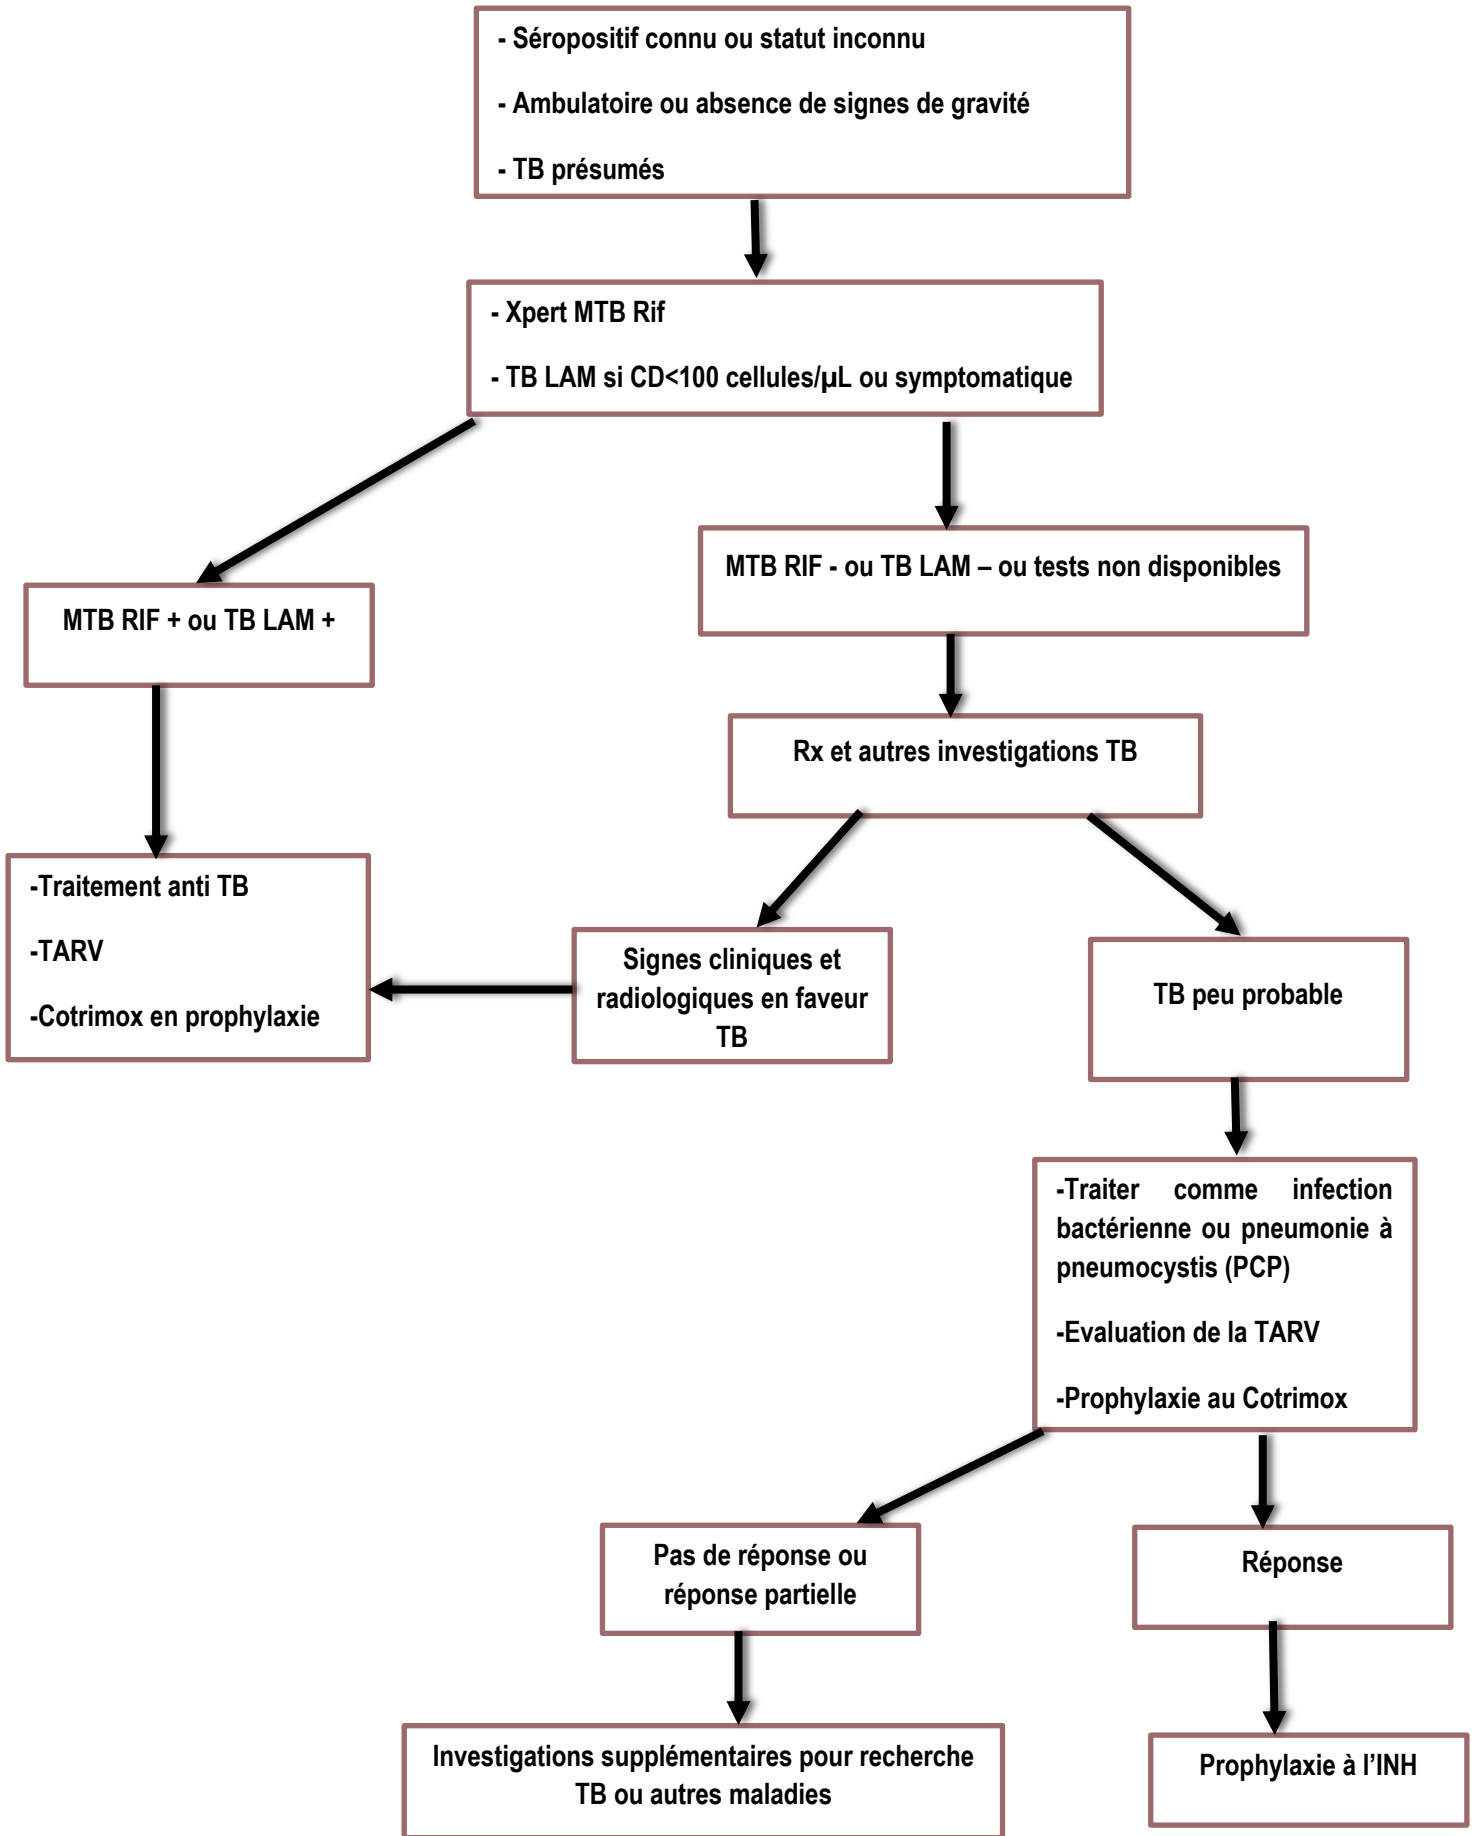 - Séropositif connu ou statut inconnu
- Ambulatoire ou absence de signes de gravité
- TB présumés
- Xpert MTB Rif
- TB LAM si CD<100 cellules/µL ou symptomatique
MTB RIF - ou TB LAM – ou tests non disponibles
MTB RIF + ou TB LAM +
Rx et autres investigations TB
-Traitement anti TB
-TARV
-Cotrimox en prophylaxie
Signes cliniques et
radiologiques en faveur
TB
TB peu probable
-Traiter comme infection
bactérienne ou pneumonie à
pneumocystis (PCP)
-Evaluation de la TARV
-Prophylaxie au Cotrimox
Pas de réponse ou
réponse partielle
Réponse
Investigations supplémentaires pour recherche
TB ou autres maladies
Prophylaxie à l’INH